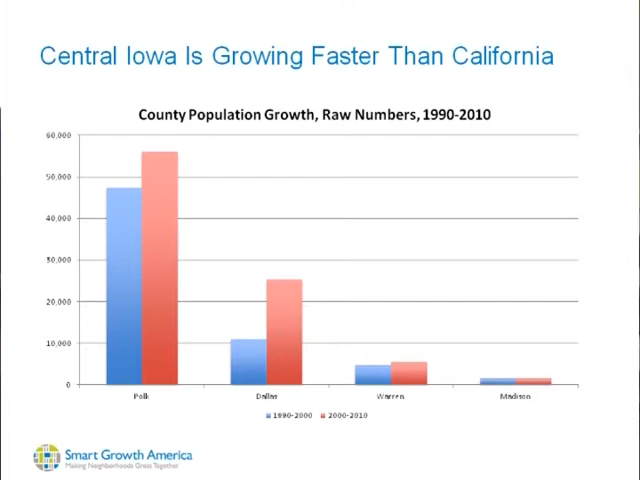 Central Iowa Is Growing Faster Than California
County Population Growth, Raw Numbers, 1990-2010
60,000
50,000
40,000
30,000
20,000
10,000
0
Polk Dallas Warren Madison
1990-2000 2000-2010
Smart Growth America
Making Neighborhoods Great Together